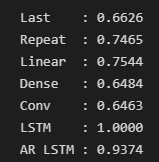 Last    : 0.6626
Repeat  : 0.7465
Linear  : 0.7544
Dense   : 0.6484
Conv    : 0.6463
LSTM    : 1.0000
AR LSTM : 0.9374